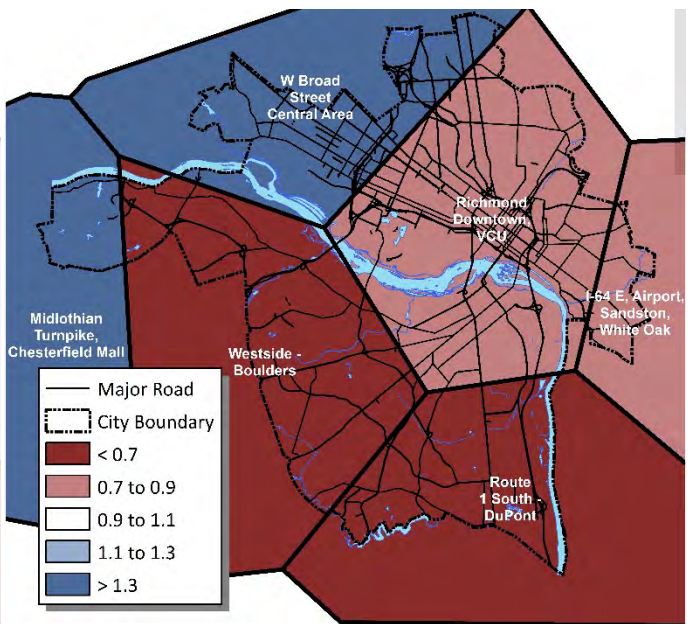 W Broad
Street
Central Area
Richmond
Downtown,
VCU
I-64 E, Airport,
Sandston,
White Oak
Midlothian
Turnpike,
Chesterfield Mall
Westside -
Boulders
Route
1 South -
DuPont
Major Road
City Boundary
< 0.7
0.7 to 0.9
0.9 to 1.1
1.1 to 1.3
> 1.3